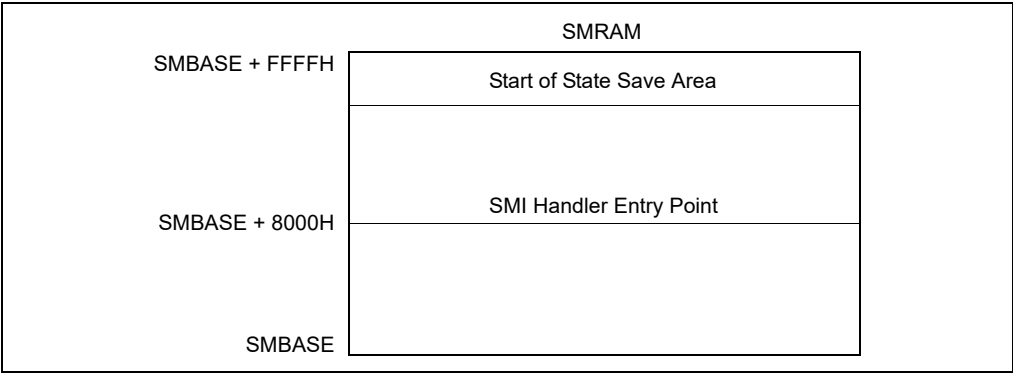 SMRAM
SMBASE + FFFFH
Start of State Save Area
SMI Handler Entry Point
SMBASE + 8000H
SMBASE